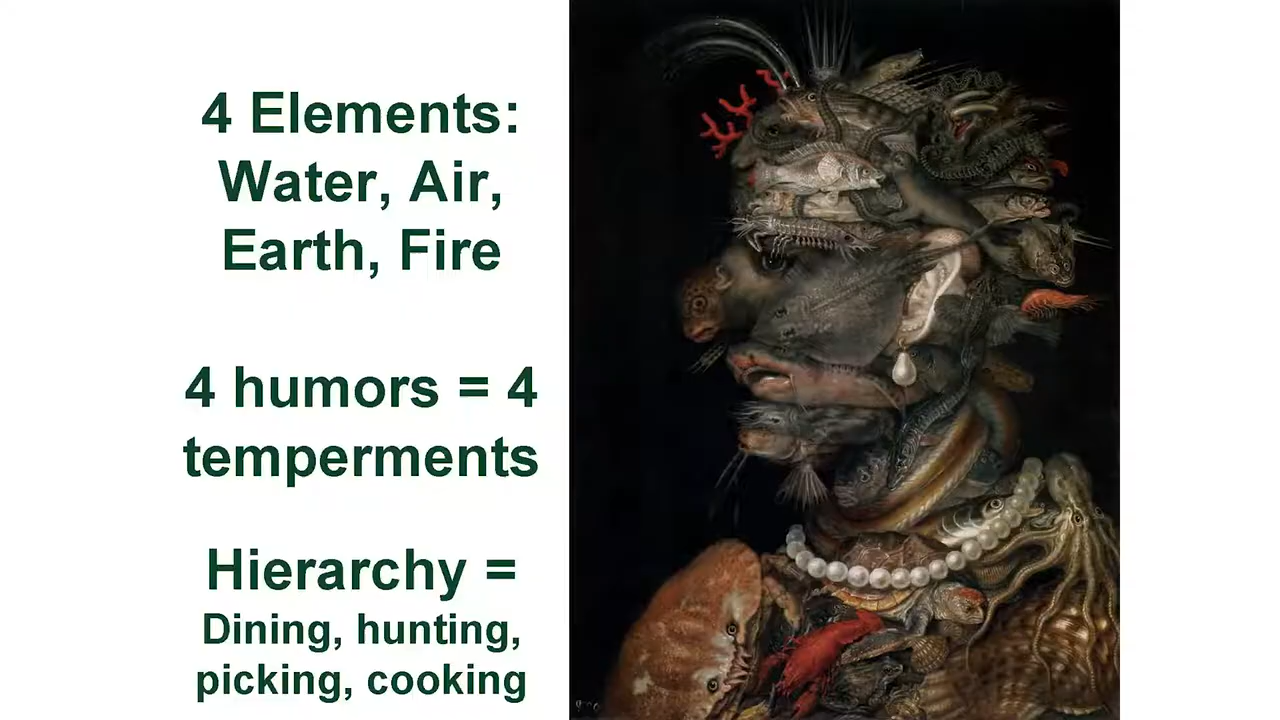 4 Elements:
Water, Air,
Earth, Fire
4 humors = 4
temperments
Hierarchy =
Dining, hunting,
picking, cooking